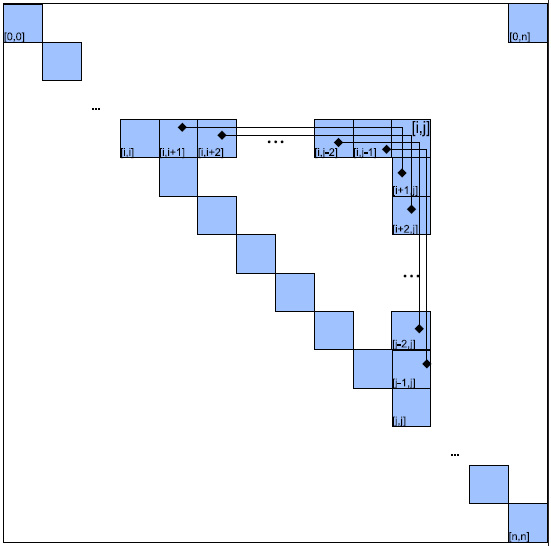 [0,0]
[0,n]
...
[i,j]
[i,i]
[i,i+1]
[i,i+2]
...
[i,j-2]
[i,j-1]
[i+1,j]
[i+2,j]
...
[j-2,j]
[j-1,j]
[j,j]
...
[n,n]